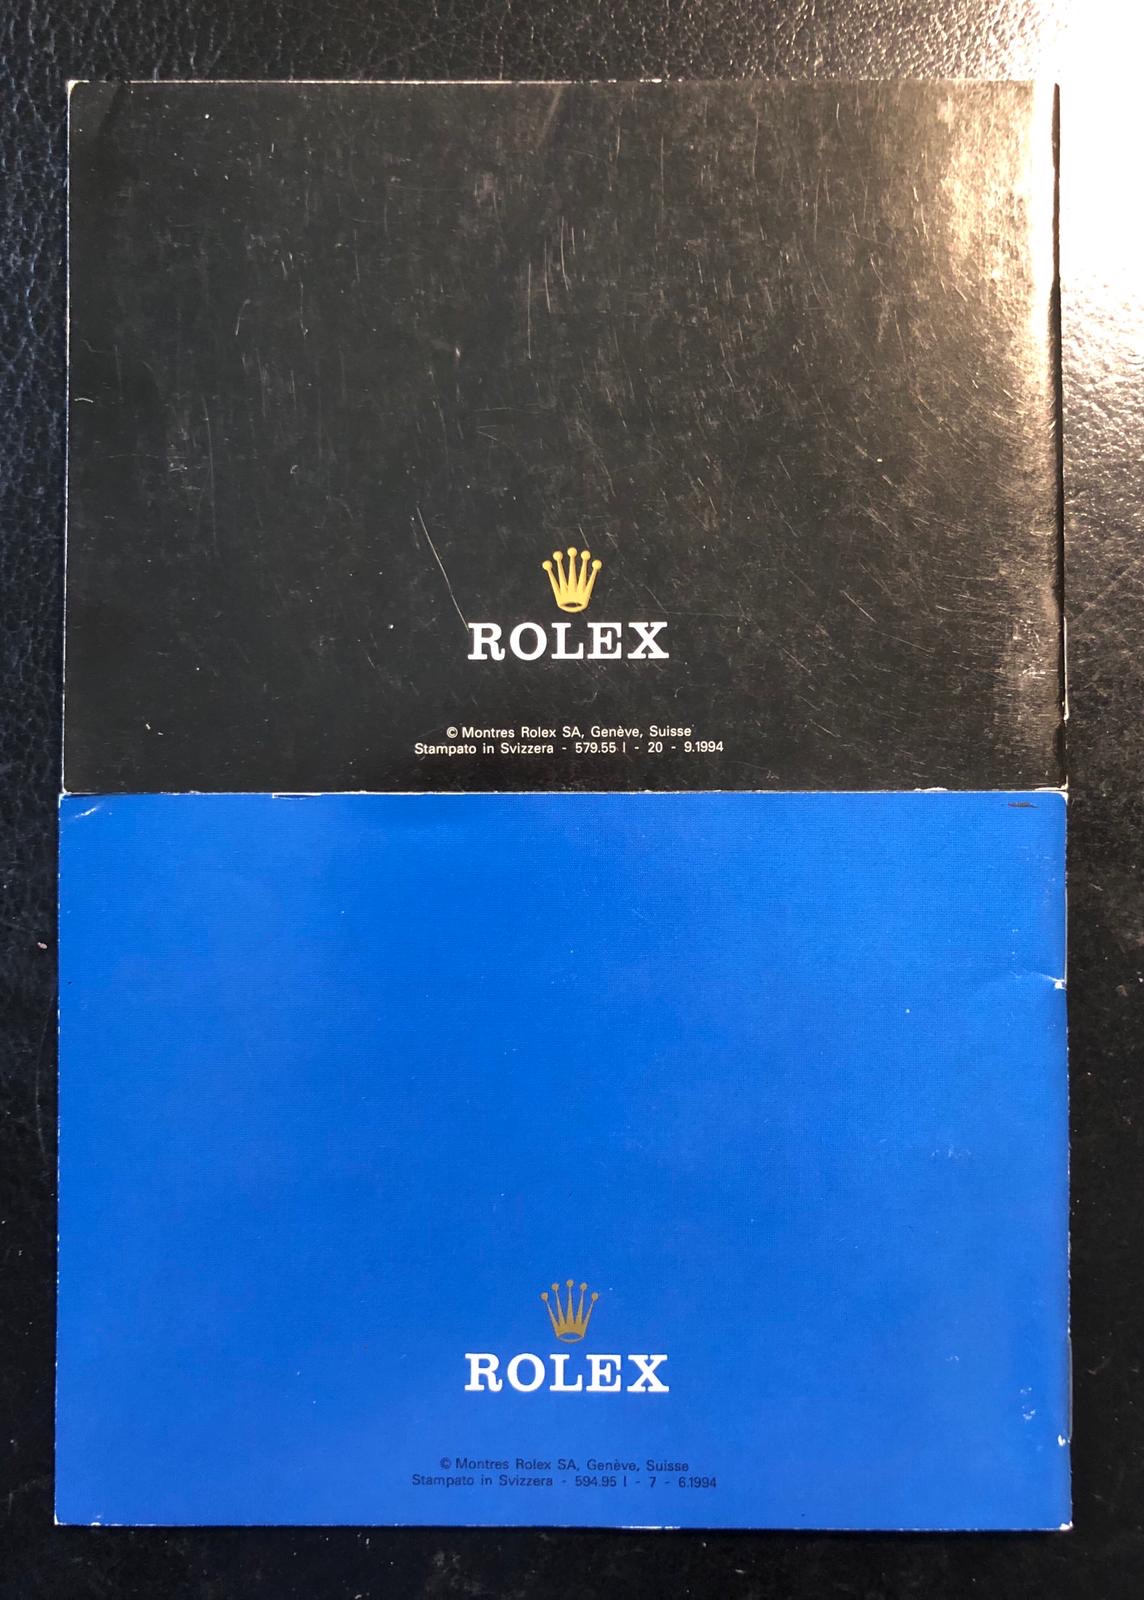 ROLEX
© Montres Rolex SA, Genève, Suisse
Stampato in Svizzera - 579.55 I - 20 - 9.1994
ROLEX
© Montres Rolex SA, Genève, Suisse
Stampato in Svizzera - 594.95 I - 7 - 6.1994